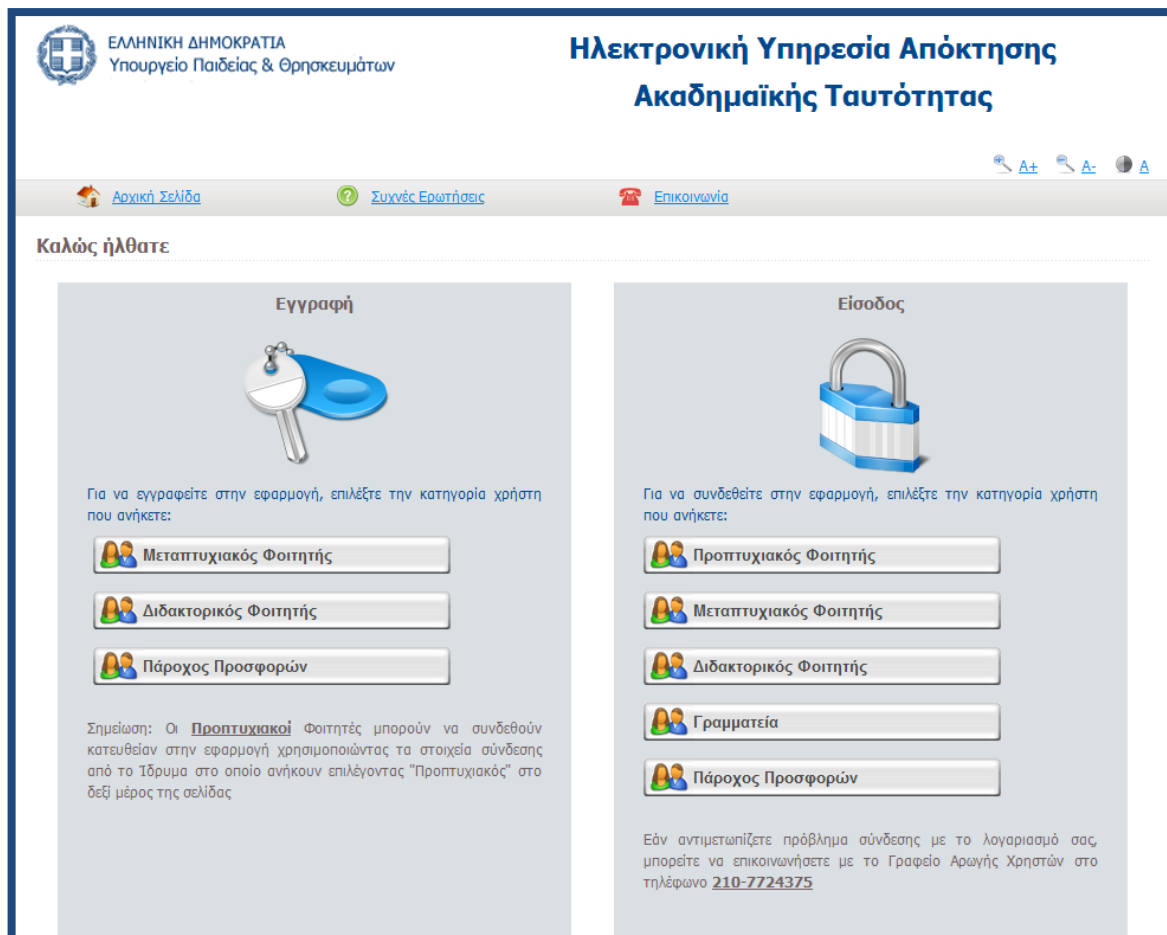 ΕΛΛΗΝΙΚΗ ΔΗΜΟΚΡΑΤΙΑ
Υπουργείο Παιδείας & Θρησκευμάτων
Ηλεκτρονική Υπηρεσία Απόκτησης
Ακαδημαϊκής Ταυτότητας
A+ A- A
Αρχική Σελίδα Συχνές Ερωτήσεις Επικοινωνία
Καλώς ήλθατε
Εγγραφή
Για να εγγραφείτε στην εφαρμογή, επιλέξτε την κατηγορία χρήστη
που ανήκετε:
Μεταπτυχιακός Φοιτητής
Διδακτορικός Φοιτητής
Πάροχος Προσφορών
Σημείωση: Οι Προπτυχιακοί Φοιτητές μπορούν να συνδεθούν
κατευθείαν στην εφαρμογή χρησιμοποιώντας τα στοιχεία σύνδεσης
από το Ίδρυμα στο οποίο ανήκουν επιλέγοντας "Προπτυχιακός" στο
δεξί μέρος της σελίδας
Είσοδος
Για να συνδεθείτε στην εφαρμογή, επιλέξτε την κατηγορία χρήστη
που ανήκετε:
Προπτυχιακός Φοιτητής
Μεταπτυχιακός Φοιτητής
Διδακτορικός Φοιτητής
Γραμματεία
Πάροχος Προσφορών
Εάν αντιμετωπίζετε πρόβλημα σύνδεσης με το λογαριασμό σας,
μπορείτε να επικοινωνήσετε με το Γραφείο Αρωγής Χρηστών στο
τηλέφωνο 210-7724375